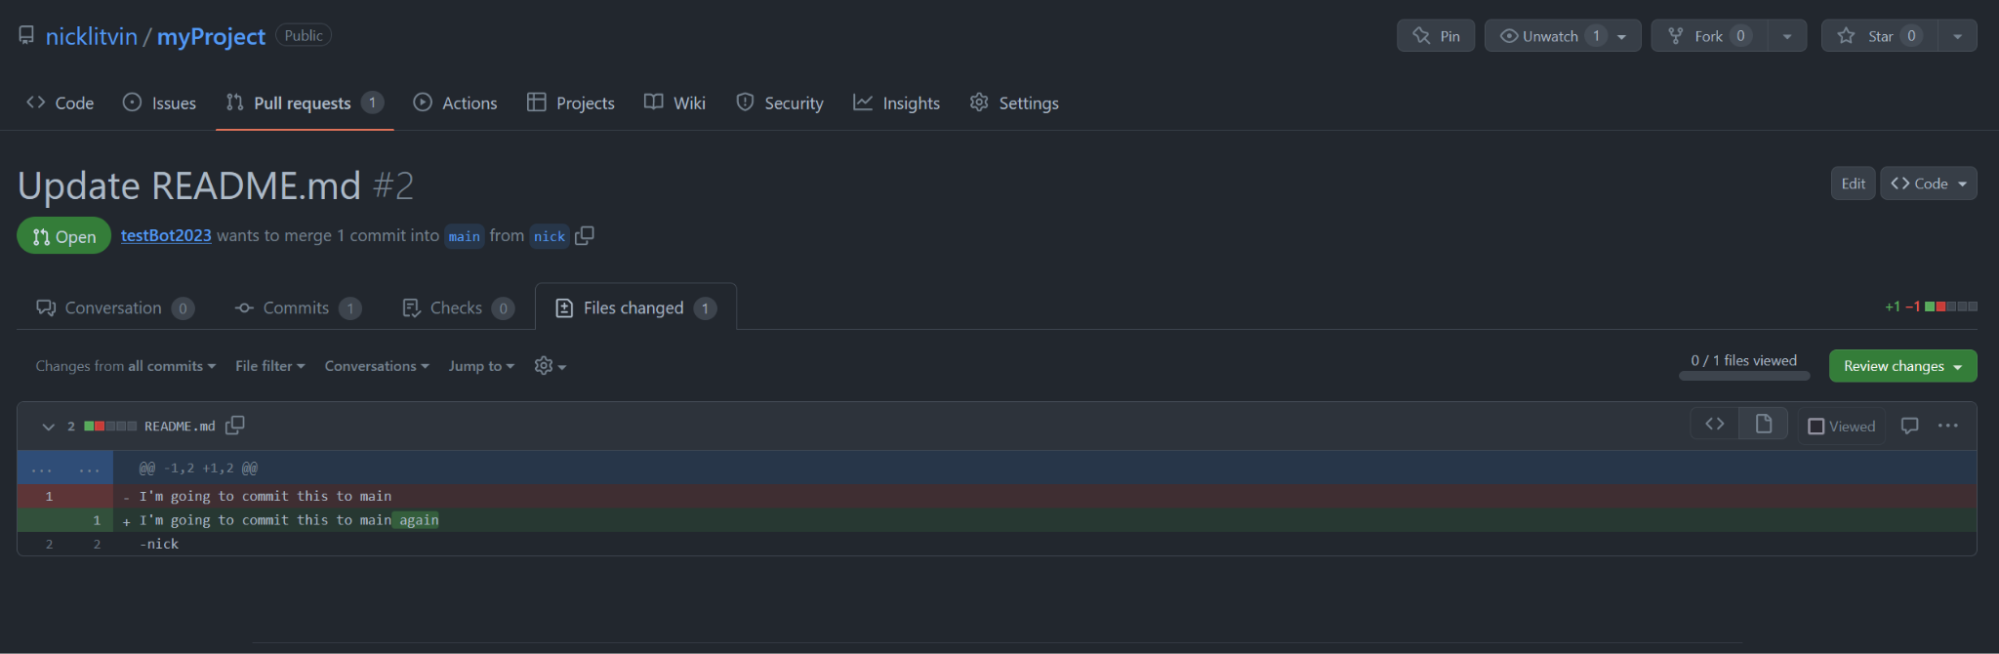 nicklitvin / myProject Public Pin Unwatch 1 Fork 0 Star 0
Code Issues Pull requests 1 Actions Projects Wiki Security Insights Settings
Update README.md #2 Edit <> Code
Open testBot2023 wants to merge 1 commit into main from nick
Conversation 0 Commits 1 Checks 0 Files changed 1 +1 −1
Changes from all commits File filter Conversations Jump to 0 / 1 files viewed Review changes
2 README.md <> Viewed ...
... ... @@ -1,2 +1,2 @@
1 - I'm going to commit this to main
1 + I'm going to commit this to main again
2 2 -nick